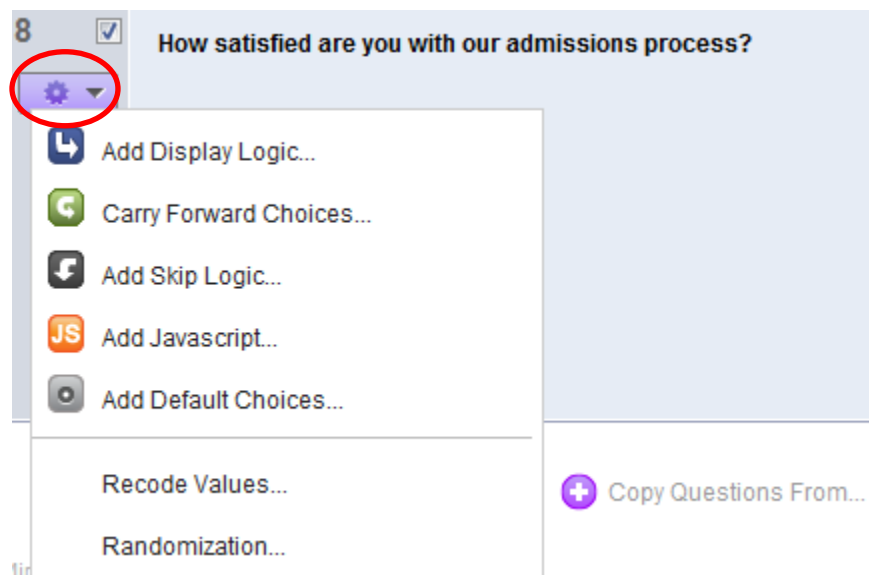 8
How satisfied are you with our admissions process?
Add Display Logic...
Carry Forward Choices...
Add Skip Logic...
JS
Add Javascript...
Add Default Choices...
Recode Values...
Copy Questions From...
Randomization...